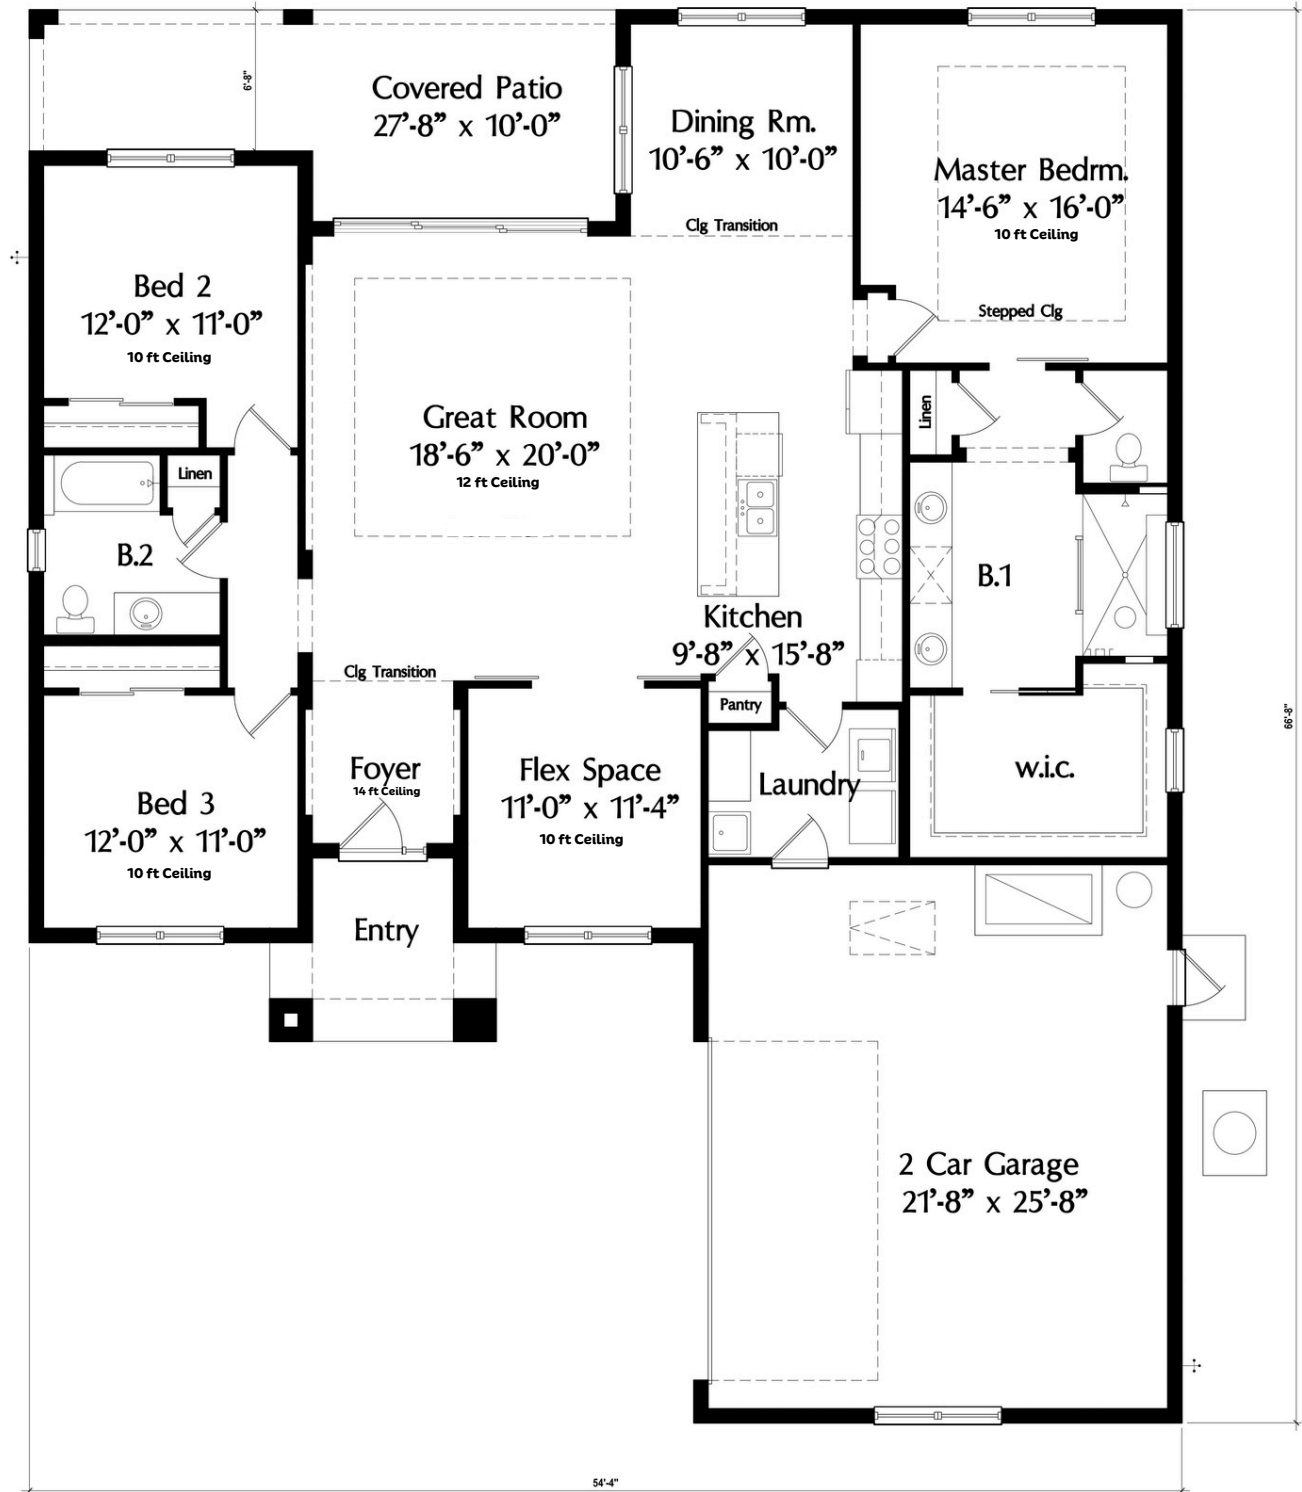 6'-8"
Covered Patio
27'-8" x 10'-0"
Dining Rm.
10'-6" x 10'-0"
Clg Transition
Master Bedrm.
14'-6" x 16'-0"
10 ft Ceiling
Stepped Clg
Bed 2
12'-0" x 11'-0"
10 ft Ceiling
Great Room
18'-6" x 20'-0"
12 ft Ceiling
Linen
Linen
B.2
B.1
Kitchen
9'-8" x 15'-8"
Clg Transition
Pantry
Foyer
14 ft Ceiling
Flex Space
11'-0" x 11'-4"
10 ft Ceiling
Laundry
w.i.c.
Bed 3
12'-0" x 11'-0"
10 ft Ceiling
Entry
66'-8"
2 Car Garage
21'-8" x 25'-8"
54'-4"